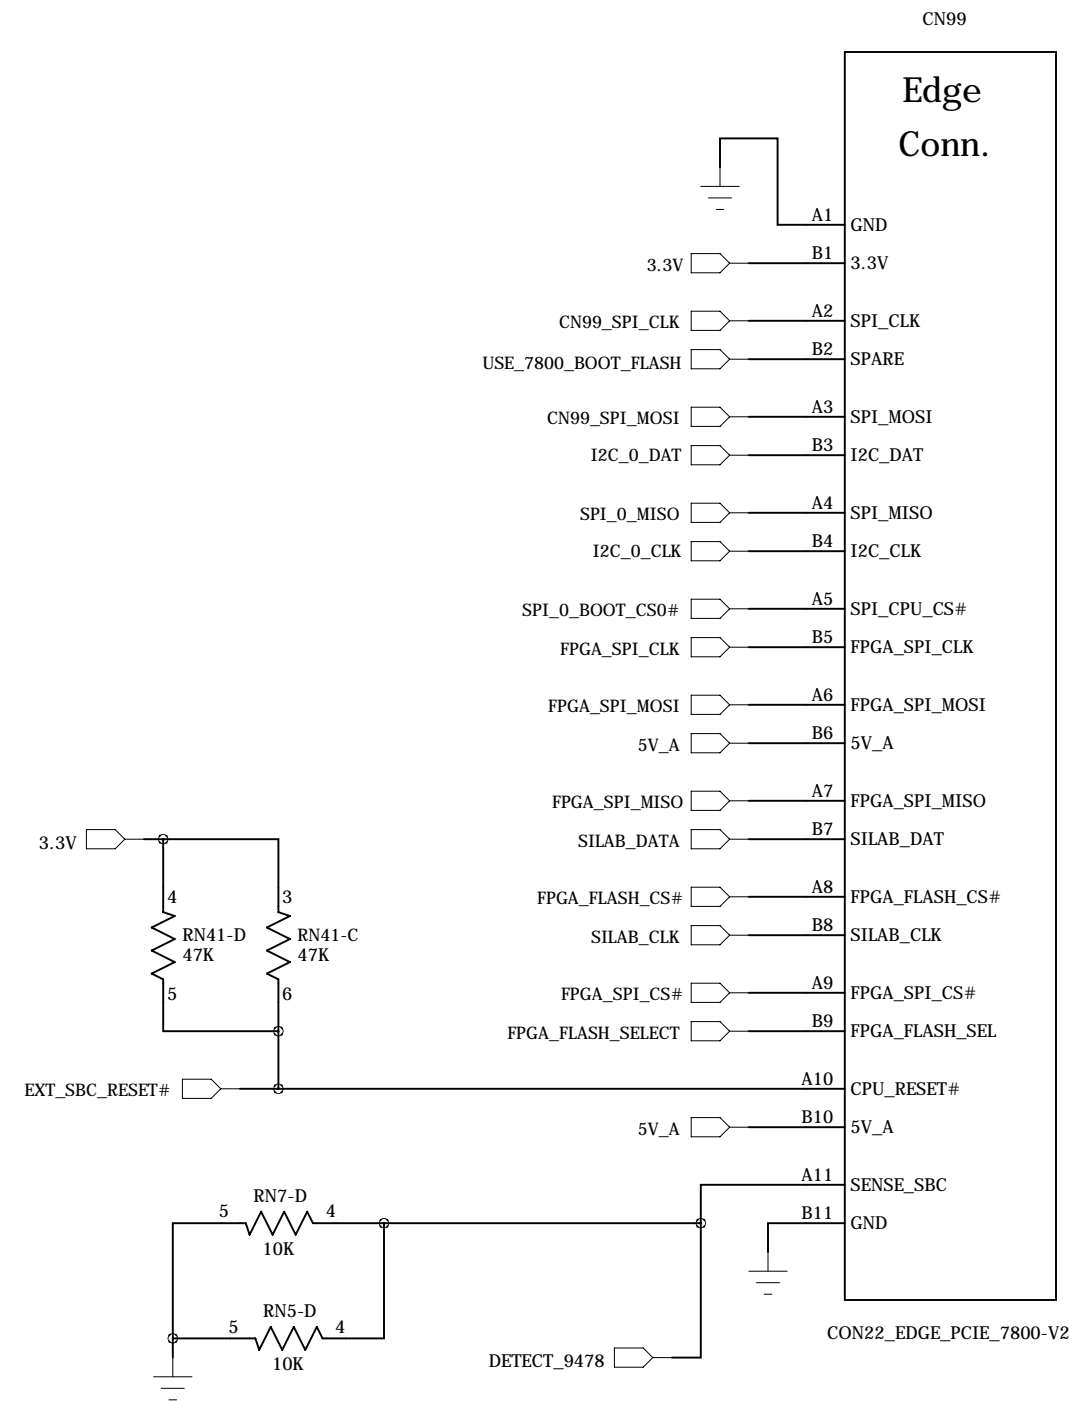 CN99
Edge
Conn.
A1 GND
3.3V B1 3.3V
CN99_SPI_CLK A2 SPI_CLK
USE_7800_BOOT_FLASH B2 SPARE
CN99_SPI_MOSI A3 SPI_MOSI
I2C_0_DAT B3 I2C_DAT
SPI_0_MISO A4 SPI_MISO
I2C_0_CLK B4 I2C_CLK
SPI_0_BOOT_CS0# A5 SPI_CPU_CS#
FPGA_SPI_CLK B5 FPGA_SPI_CLK
FPGA_SPI_MOSI A6 FPGA_SPI_MOSI
5V_A B6 5V_A
FPGA_SPI_MISO A7 FPGA_SPI_MISO
3.3V SILAB_DATA B7 SILAB_DAT
4 3 FPGA_FLASH_CS# A8 FPGA_FLASH_CS#
RN41-D RN41-C SILAB_CLK B8 SILAB_CLK
47K 47K
5 6 FPGA_SPI_CS# A9 FPGA_SPI_CS#
FPGA_FLASH_SELECT B9 FPGA_FLASH_SEL
EXT_SBC_RESET# A10 CPU_RESET#
5V_A B10 5V_A
A11 SENSE_SBC
RN7-D
5 4 B11 GND
10K
RN5-D
5 4
10K
CON22_EDGE_PCIE_7800-V2
DETECT_9478